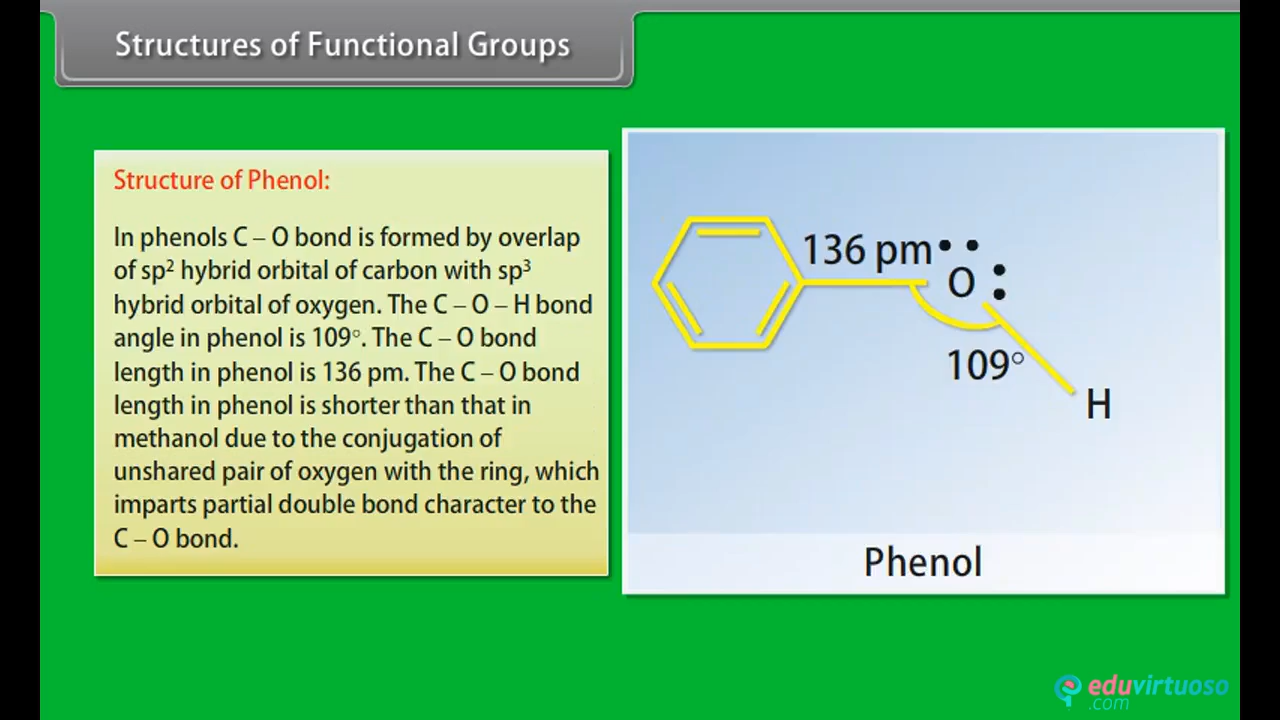 Structures of Functional Groups
Structure of Phenol:
In phenols C – O bond is formed by overlap
of sp² hybrid orbital of carbon with sp³
hybrid orbital of oxygen. The C – O – H bond
angle in phenol is 109°. The C – O bond
length in phenol is 136 pm. The C – O bond
length in phenol is shorter than that in
methanol due to the conjugation of
unshared pair of oxygen with the ring, which
imparts partial double bond character to the
C – O bond.
136 pm
O
109°
H
Phenol
eduvirtuoso
.com